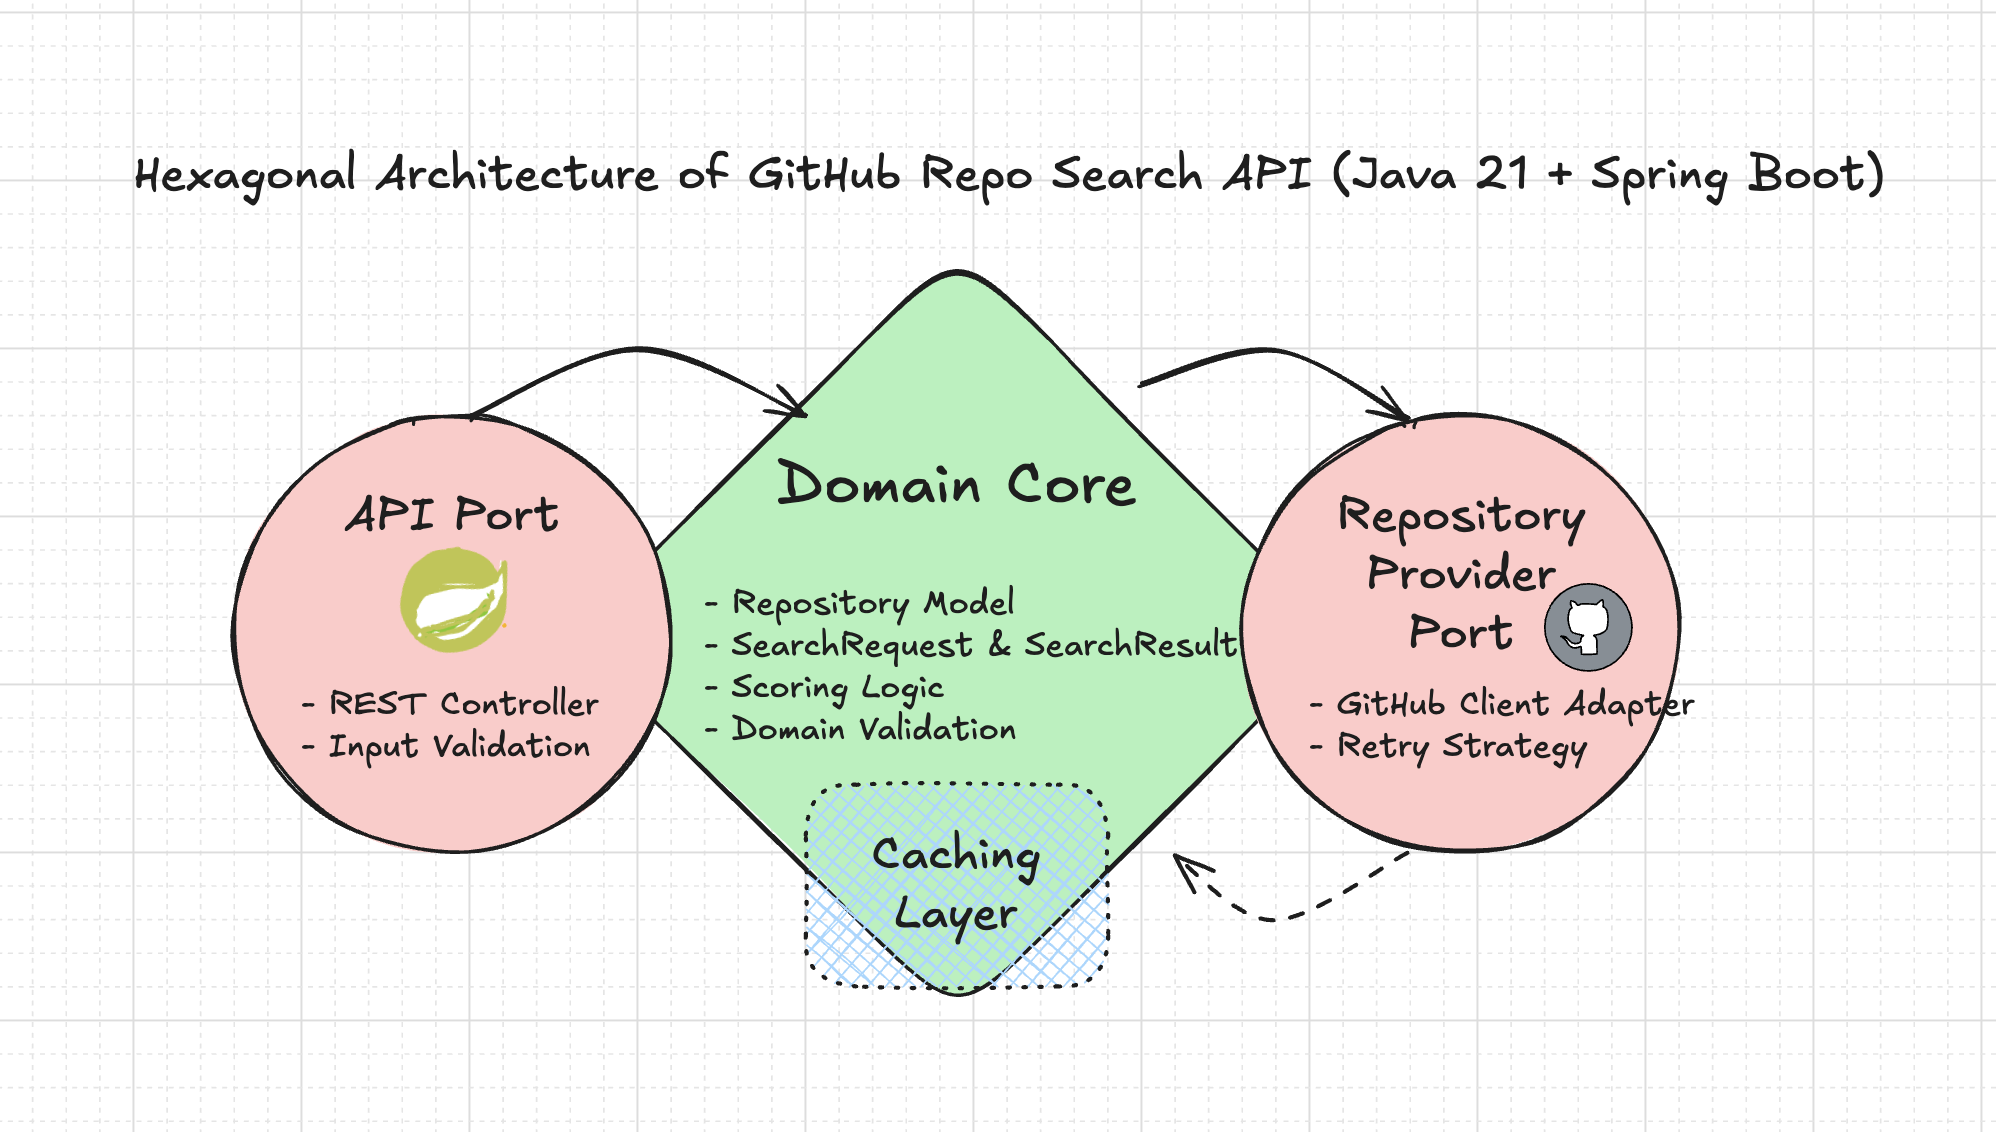 Hexagonal Architecture of GitHub Repo Search API (Java 21 + Spring Boot)
API Port
- REST Controller
- Input Validation
Domain Core
- Repository Model
- SearchRequest & SearchResult
- Scoring Logic
- Domain Validation
Caching
Layer
Repository
Provider
Port
- GitHub Client Adapter
- Retry Strategy